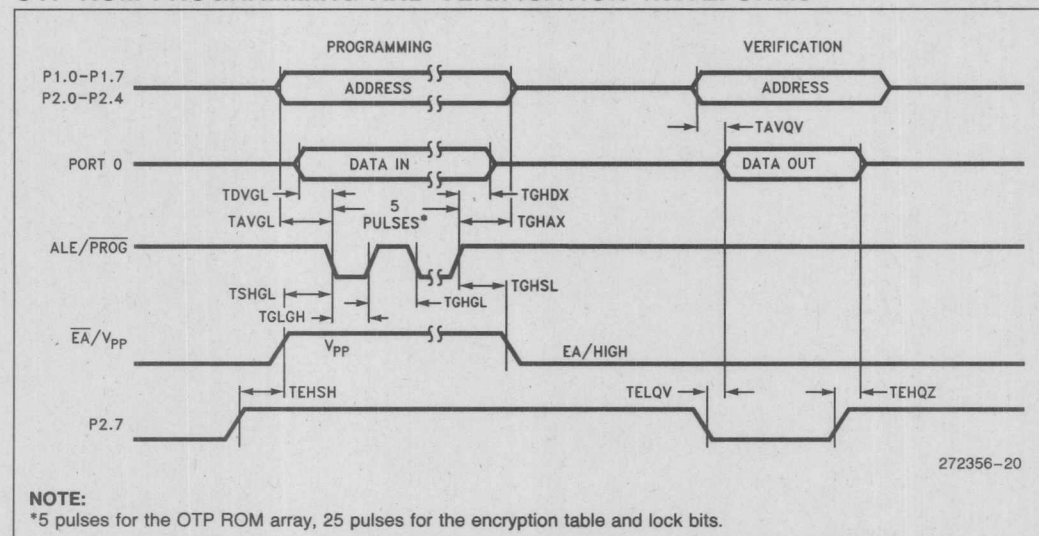 PROGRAMMING VERIFICATION
P1.0-P1.7
P2.0-P2.4
ADDRESS ADDRESS
TAVQV
PORT 0
DATA IN DATA OUT
TDVGL 5 TGHDX
TAVGL PULSES* TGHAX
ALE/PROG
TSHGL TGHGL TGHSL
TGLGH
EA/VPP
VPP EA/HIGH
TEHSH TELQV TEHQZ
P2.7
272356-20
NOTE:
*5 pulses for the OTP ROM array, 25 pulses for the encryption table and lock bits.